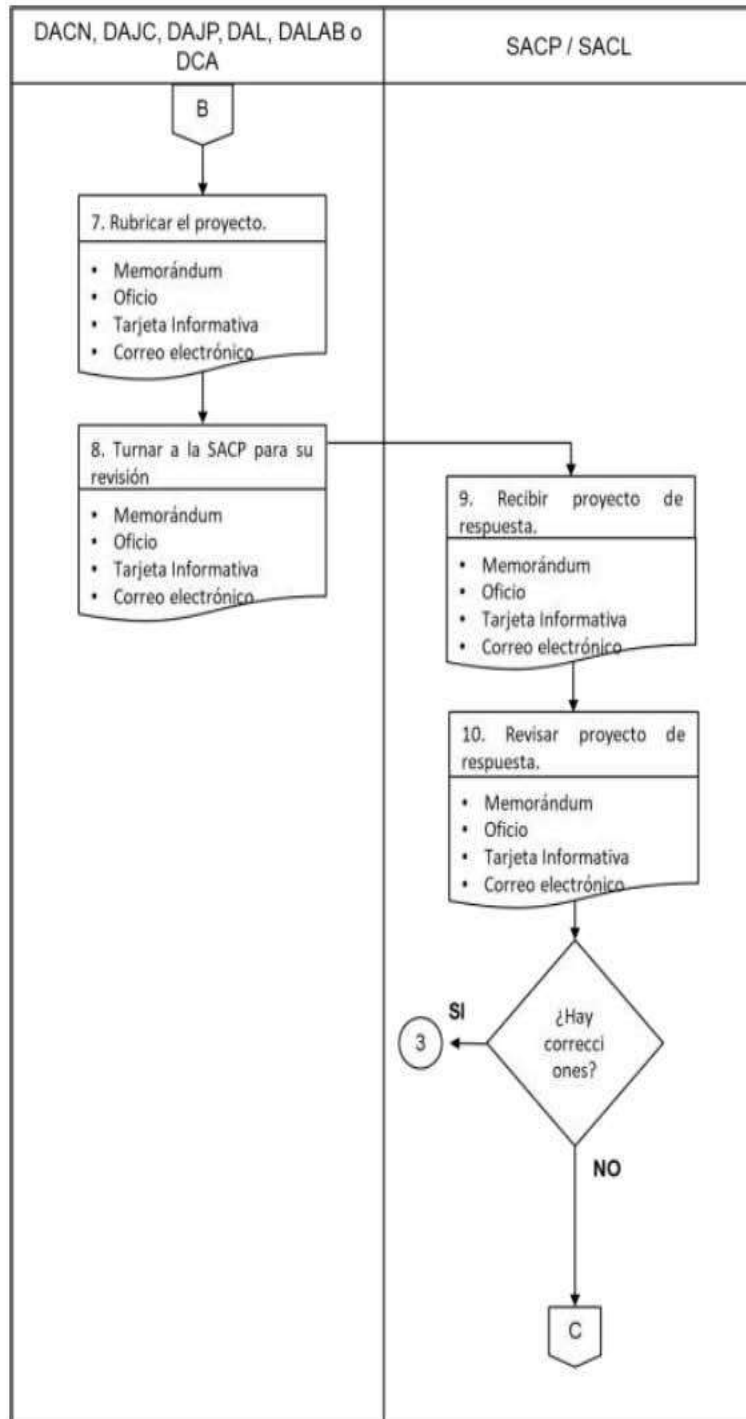 DACN, DAJC, DAJP, DAL, DALAB o
DCA
SACP / SACL
B
7. Rubricar el proyecto.
• Memorándum
• Oficio
• Tarjeta Informativa
• Correo electrónico
8. Turnar a la SACP para su
revisión
• Memorándum
• Oficio
• Tarjeta Informativa
• Correo electrónico
9. Recibir proyecto de
respuesta.
• Memorándum
• Oficio
• Tarjeta Informativa
• Correo electrónico
10. Revisar proyecto de
respuesta.
• Memorándum
• Oficio
• Tarjeta Informativa
• Correo electrónico
¿Hay
correcci
ones?
SI
3
NO
C